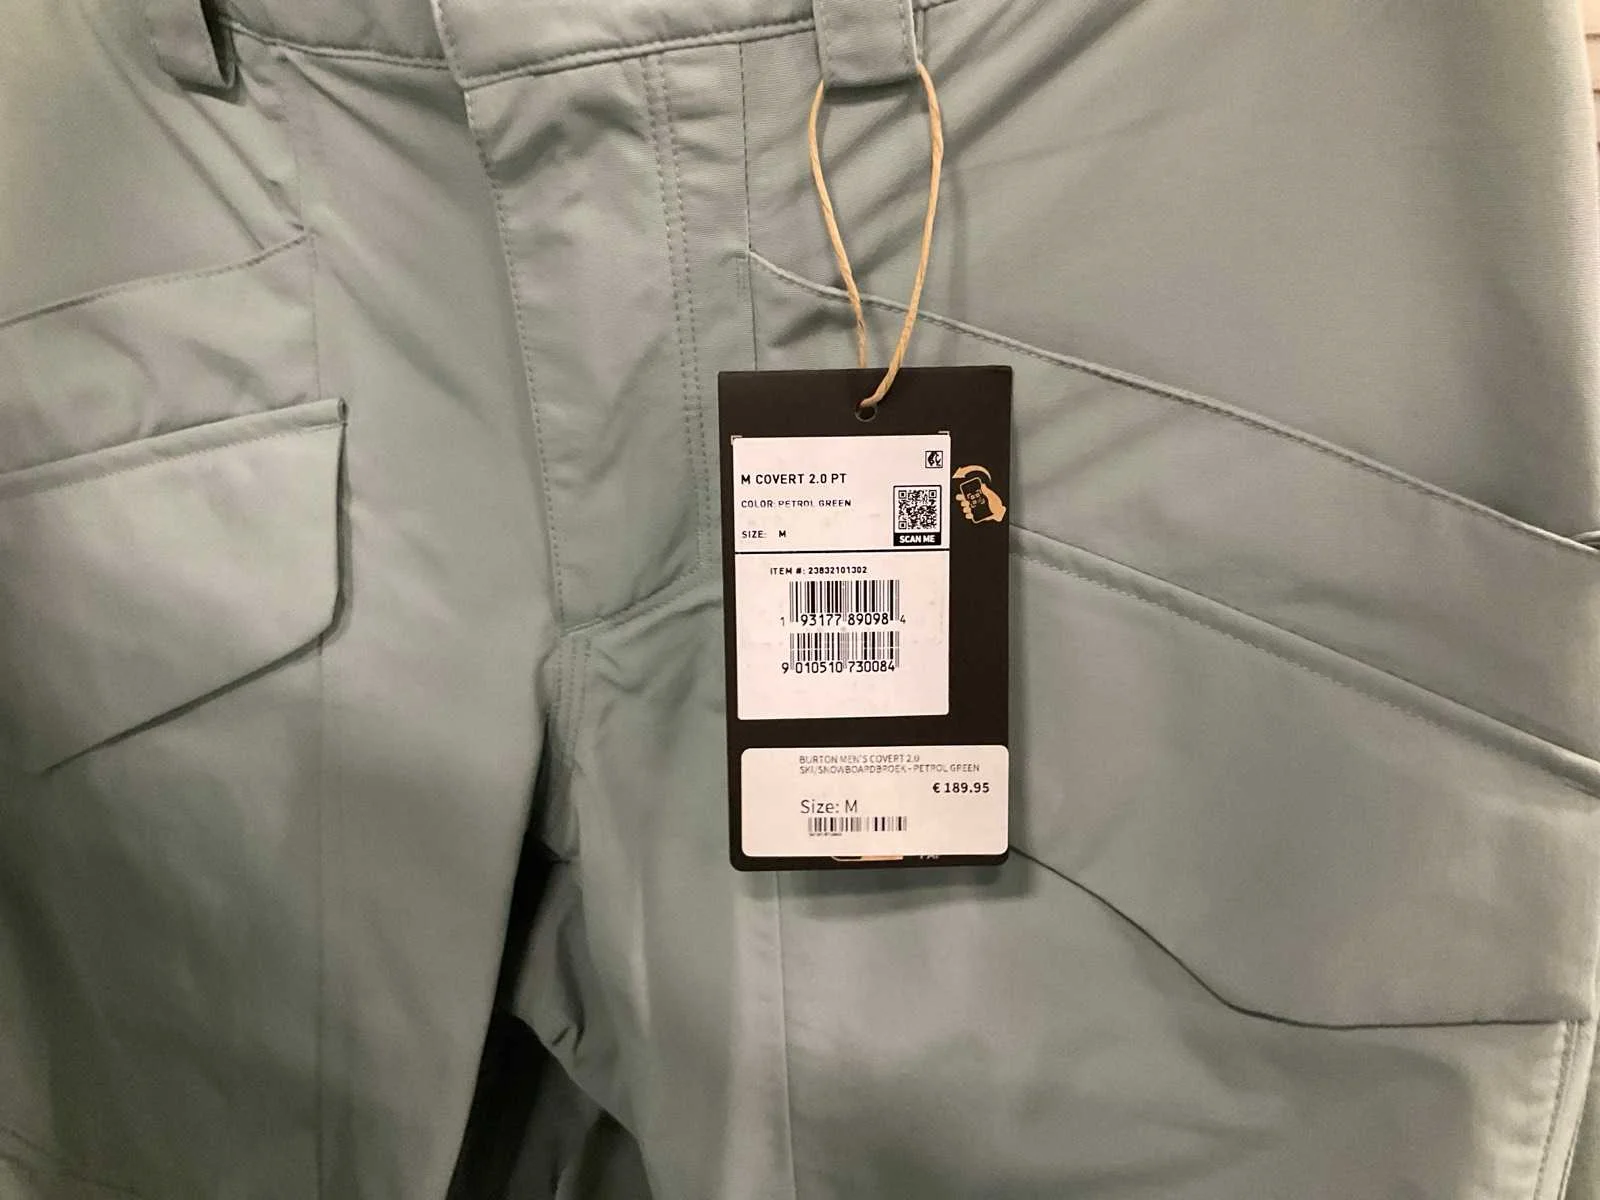 M COVERT 2.0 PT
COLOR: PETROL GREEN
SIZE: M
SCAN ME
ITEM #: 23832101302
1 93177 89098 4
9 010510 730084
BURTON MEN'S COVERT 2.0
SKI/SNOWBOARDBROEK - PETROL GREEN
€ 189.95
Size: M